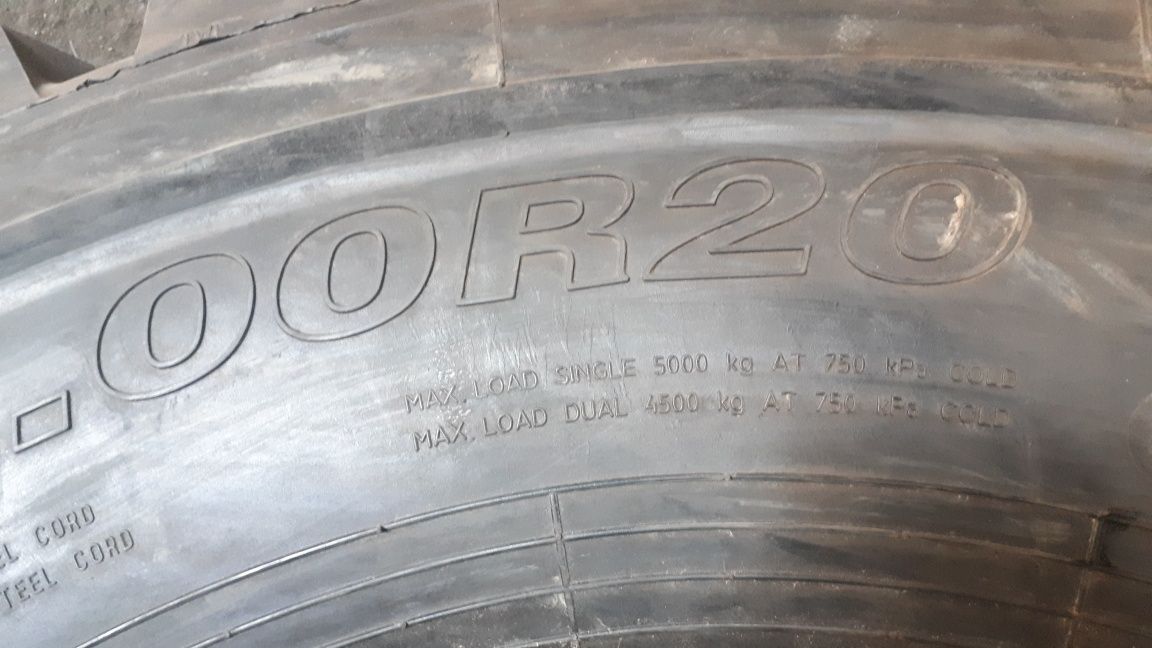 .00R20
MAX. LOAD SINGLE 5000 kg AT 750 kPa COLD
MAX. LOAD DUAL 4500 kg AT 750 kPa COLD
EL CORD
TEEL CORD